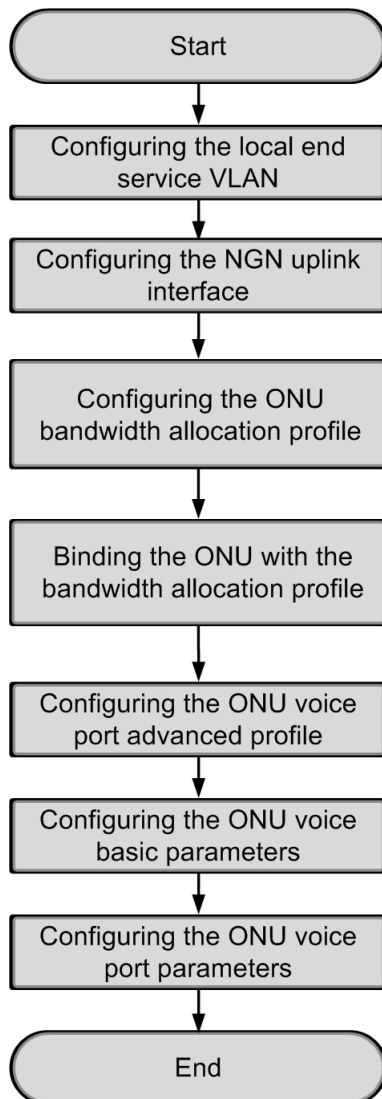 Start
Configuring the local end
service VLAN
Configuring the NGN uplink
interface
Configuring the ONU
bandwidth allocation profile
Binding the ONU with the
bandwidth allocation profile
Configuring the ONU voice
port advanced profile
Configuring the ONU voice
basic parameters
Configuring the ONU voice
port parameters
End